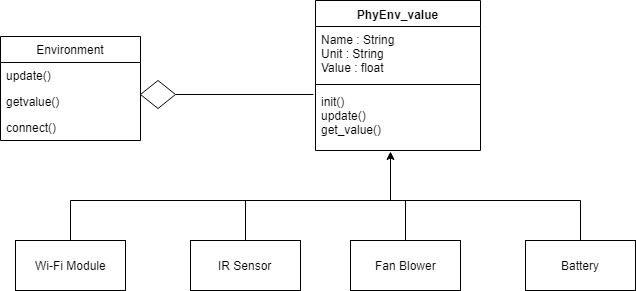 PhyEnv_value
Name : String
Unit : String
Value : float
init()
update()
get_value()
Environment
update()
getvalue()
connect()
Wi-Fi Module
IR Sensor
Fan Blower
Battery